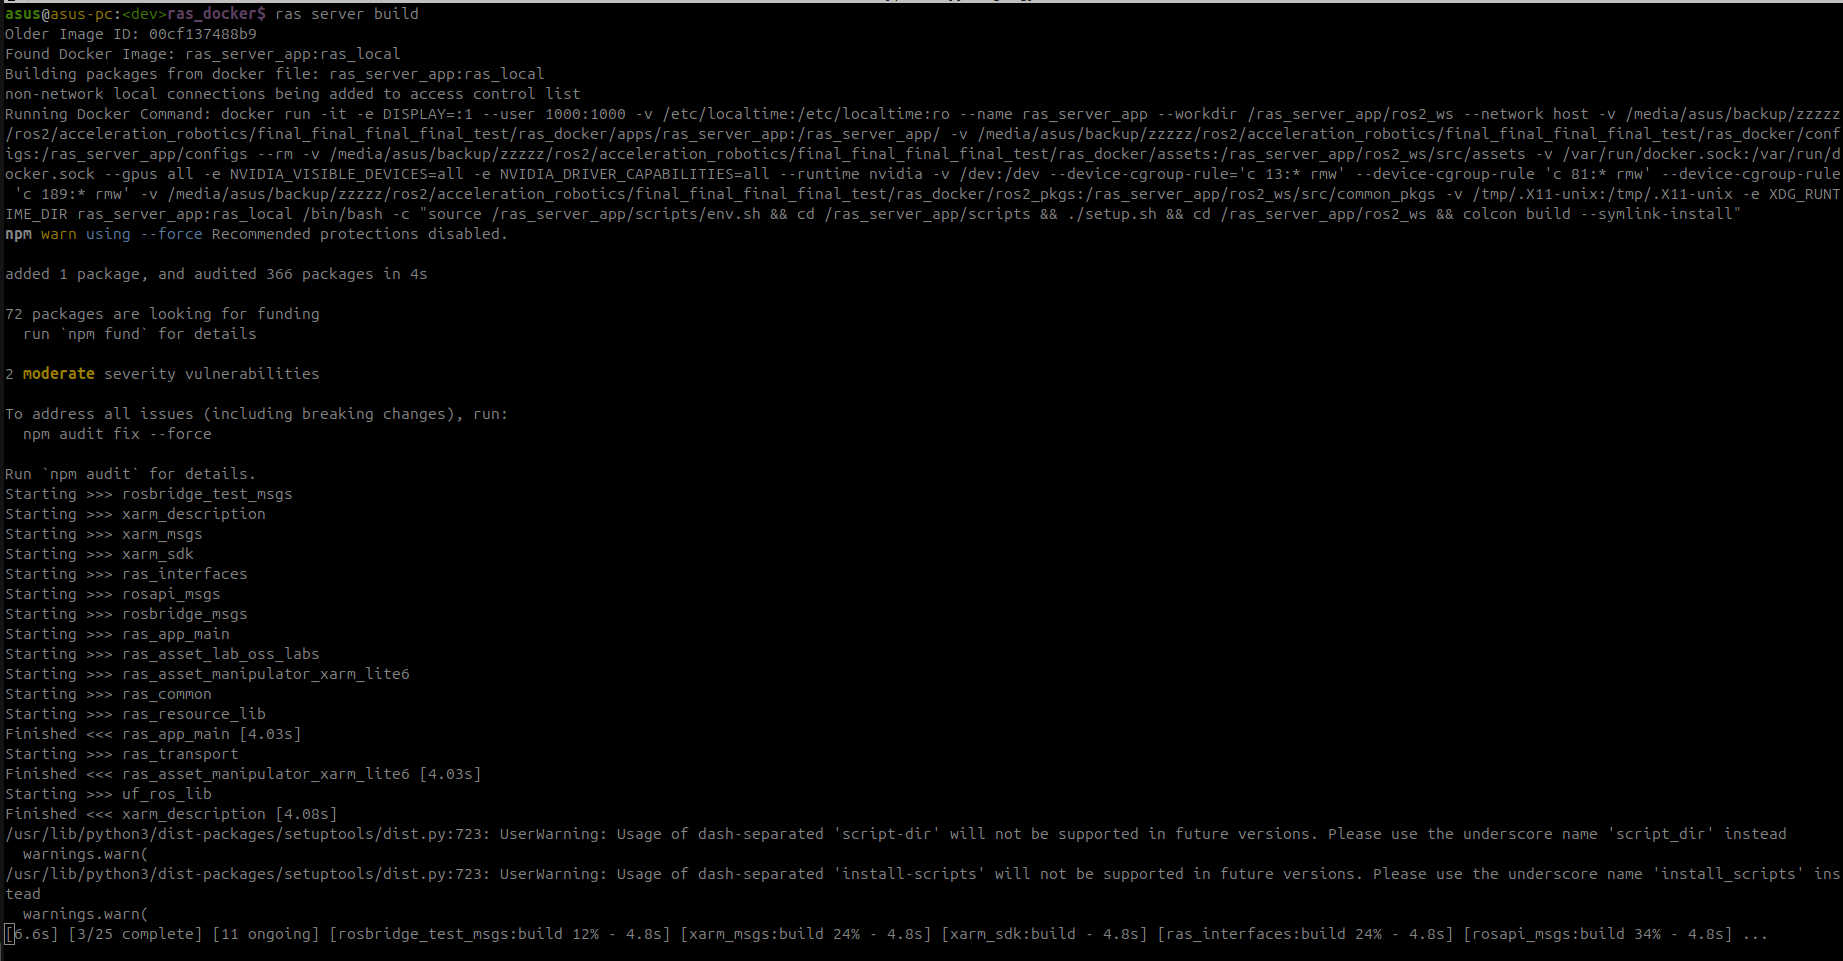 asus@asus-pc:<dev>ras_docker$ ras server build
Older Image ID: 00cf137488b9
Found Docker Image: ras_server_app:ras_local
Building packages from docker file: ras_server_app:ras_local
non-network local connections being added to access control list
Running Docker Command: docker run -it -e DISPLAY=:1 --user 1000:1000 -v /etc/localtime:/etc/localtime:ro --name ras_server_app --workdir /ras_server_app/ros2_ws --network host -v /media/asus/backup/zzzzz
/ros2/acceleration_robotics/final_final_final_final_test/ras_docker/apps/ras_server_app:/ras_server_app/ -v /media/asus/backup/zzzzz/ros2/acceleration_robotics/final_final_final_final_test/ras_docker/conf
igs:/ras_server_app/configs --rm -v /media/asus/backup/zzzzz/ros2/acceleration_robotics/final_final_final_final_test/ras_docker/assets:/ras_server_app/ros2_ws/src/assets -v /var/run/docker.sock:/var/run/d
ocker.sock --gpus all -e NVIDIA_VISIBLE_DEVICES=all -e NVIDIA_DRIVER_CAPABILITIES=all --runtime nvidia -v /dev:/dev --device-cgroup-rule='c 13:* rmw' --device-cgroup-rule 'c 81:* rmw' --device-cgroup-rule
 'c 189:* rmw' -v /media/asus/backup/zzzzz/ros2/acceleration_robotics/final_final_final_final_test/ras_docker/ros2_pkgs:/ras_server_app/ros2_ws/src/common_pkgs -v /tmp/.X11-unix:/tmp/.X11-unix -e XDG_RUNT
IME_DIR ras_server_app:ras_local /bin/bash -c "source /ras_server_app/scripts/env.sh && cd /ras_server_app/scripts && ./setup.sh && cd /ras_server_app/ros2_ws && colcon build --symlink-install"
npm warn using --force Recommended protections disabled.
added 1 package, and audited 366 packages in 4s
72 packages are looking for funding
  run `npm fund` for details
2 moderate severity vulnerabilities
To address all issues (including breaking changes), run:
  npm audit fix --force
Run `npm audit` for details.
Starting >>> rosbridge_test_msgs
Starting >>> xarm_description
Starting >>> xarm_msgs
Starting >>> xarm_sdk
Starting >>> ras_interfaces
Starting >>> rosapi_msgs
Starting >>> rosbridge_msgs
Starting >>> ras_app_main
Starting >>> ras_asset_lab_oss_labs
Starting >>> ras_asset_manipulator_xarm_lite6
Starting >>> ras_common
Starting >>> ras_resource_lib
Finished <<< ras_app_main [4.03s]
Starting >>> ras_transport
Finished <<< ras_asset_manipulator_xarm_lite6 [4.03s]
Starting >>> uf_ros_lib
Finished <<< xarm_description [4.08s]
/usr/lib/python3/dist-packages/setuptools/dist.py:723: UserWarning: Usage of dash-separated 'script-dir' will not be supported in future versions. Please use the underscore name 'script_dir' instead
  warnings.warn(
/usr/lib/python3/dist-packages/setuptools/dist.py:723: UserWarning: Usage of dash-separated 'install-scripts' will not be supported in future versions. Please use the underscore name 'install_scripts' ins
tead
  warnings.warn(
[6.6s] [3/25 complete] [11 ongoing] [rosbridge_test_msgs:build 12% - 4.8s] [xarm_msgs:build 24% - 4.8s] [xarm_sdk:build - 4.8s] [ras_interfaces:build 24% - 4.8s] [rosapi_msgs:build 34% - 4.8s] ...